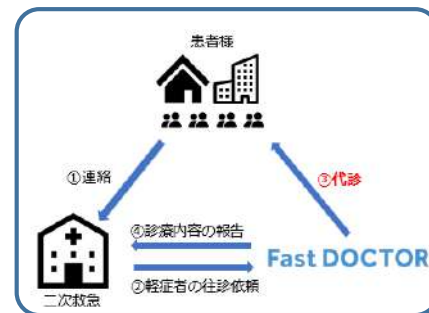 患者様
①連絡
③代診
④診療内容の報告
Fast DOCTOR
②軽症者の往診依頼
二次救急